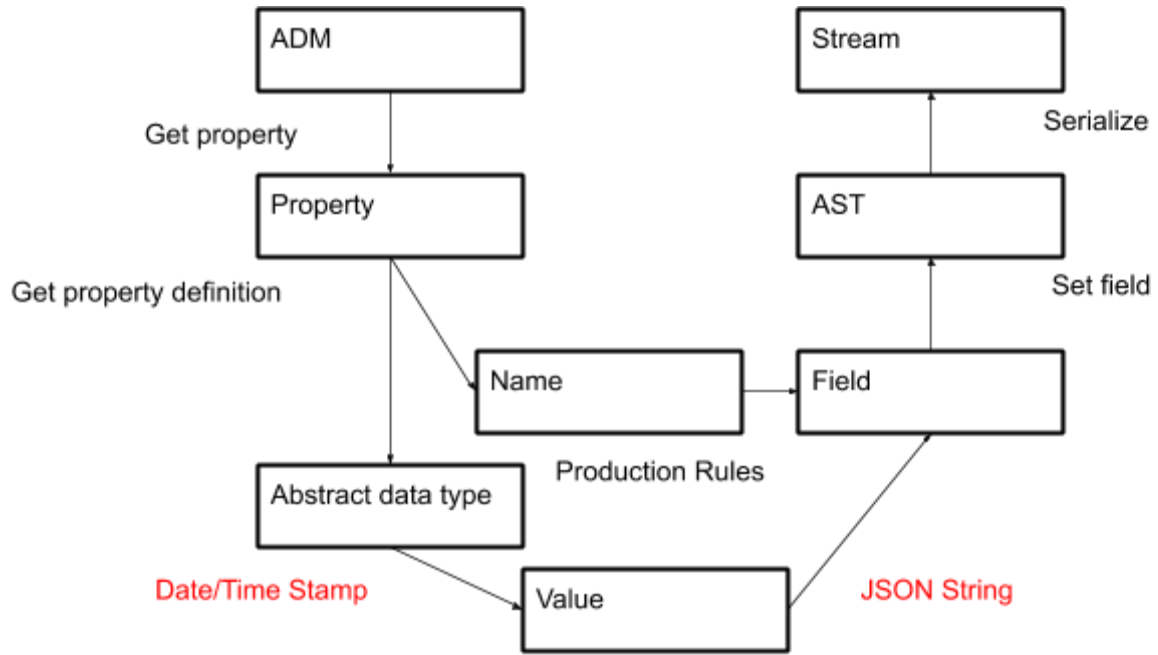 ADM
Stream
Get property
Serialize
Property
AST
Get property definition
Set field
Name
Field
Production Rules
Abstract data type
Date/Time Stamp
Value
JSON String